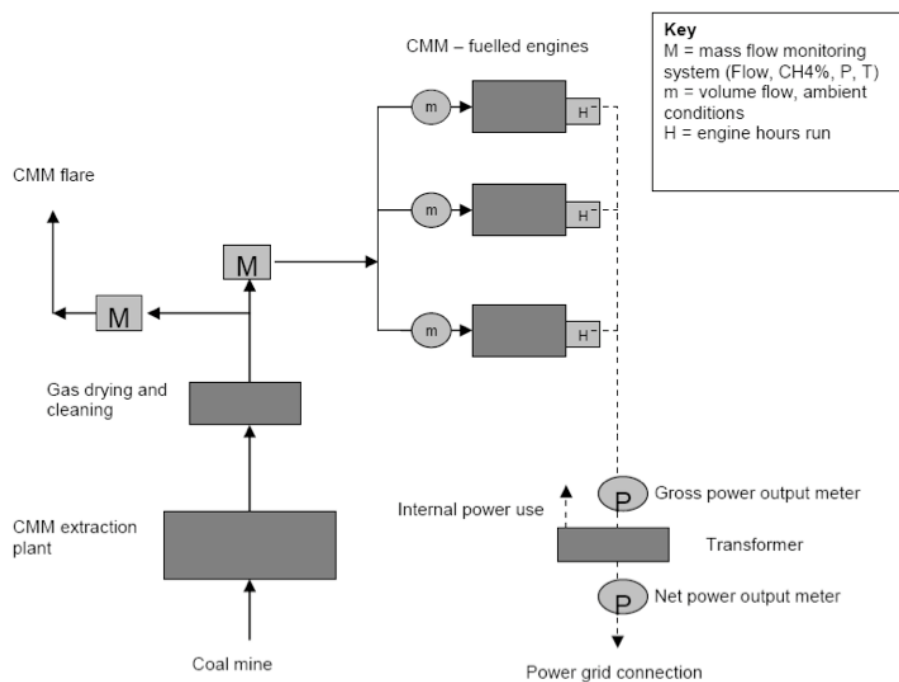 CMM – fuelled engines
Key
M = mass flow monitoring
system (Flow, CH4%, P, T)
m = volume flow, ambient
conditions
H = engine hours run
m
H
CMM flare
m
H
M
M
m
H
Gas drying and
cleaning
P
Gross power output meter
Internal power use
CMM extraction
plant
Transformer
P
Net power output meter
Coal mine
Power grid connection